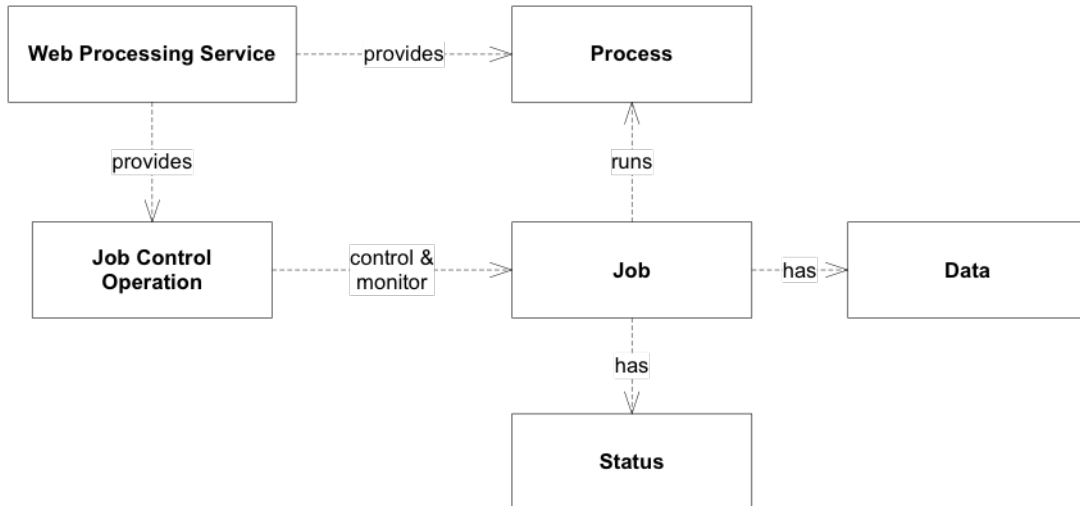 Web Processing Service
provides
Process
provides
runs
Job Control
Operation
control &
monitor
Job
has
Data
has
Status